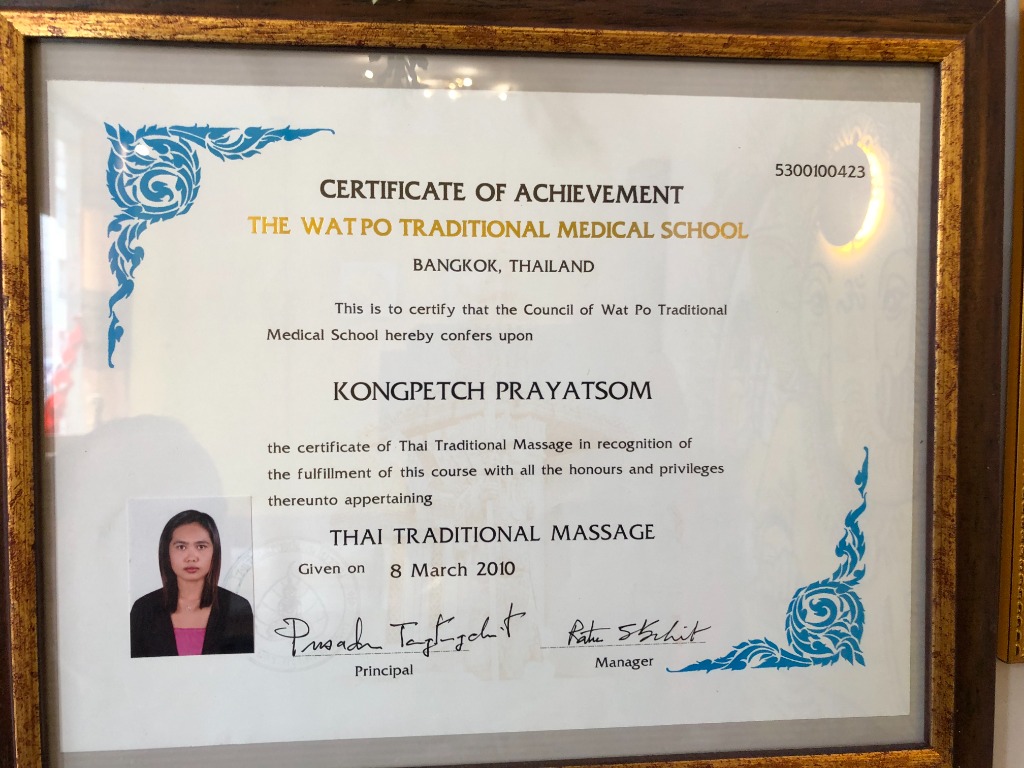 5300100423
CERTIFICATE OF ACHIEVEMENT
THE WAT PO TRADITIONAL MEDICAL SCHOOL
BANGKOK, THAILAND
This is to certify that the Council of Wat Po Traditional
Medical School hereby confers upon
KONGPETCH PRAYATSOM
the certificate of Thai Traditional Massage in recognition of
the fulfillment of this course with all the honours and privileges
thereunto appertaining
THAI TRADITIONAL MASSAGE
Given on 8 March 2010
Principal
Manager